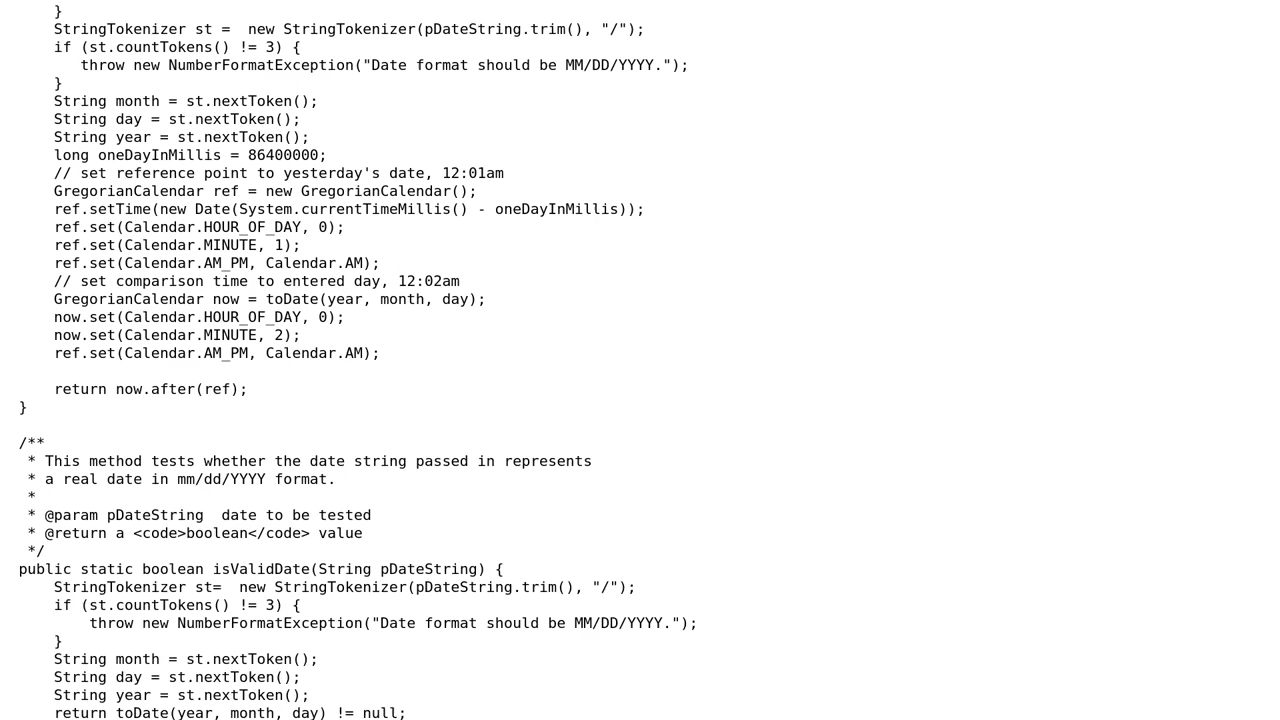 }
    StringTokenizer st =  new StringTokenizer(pDateString.trim(), "/");
    if (st.countTokens() != 3) {
       throw new NumberFormatException("Date format should be MM/DD/YYYY.");
    }
    String month = st.nextToken();
    String day = st.nextToken();
    String year = st.nextToken();
    long oneDayInMillis = 86400000;
    // set reference point to yesterday's date, 12:01am
    GregorianCalendar ref = new GregorianCalendar();
    ref.setTime(new Date(System.currentTimeMillis() - oneDayInMillis));
    ref.set(Calendar.HOUR_OF_DAY, 0);
    ref.set(Calendar.MINUTE, 1);
    ref.set(Calendar.AM_PM, Calendar.AM);
    // set comparison time to entered day, 12:02am
    GregorianCalendar now = toDate(year, month, day);
    now.set(Calendar.HOUR_OF_DAY, 0);
    now.set(Calendar.MINUTE, 2);
    ref.set(Calendar.AM_PM, Calendar.AM);

    return now.after(ref);
}

/**
 * This method tests whether the date string passed in represents
 * a real date in mm/dd/YYYY format.
 *
 * @param pDateString  date to be tested
 * @return a <code>boolean</code> value
 */
public static boolean isValidDate(String pDateString) {
    StringTokenizer st=  new StringTokenizer(pDateString.trim(), "/");
    if (st.countTokens() != 3) {
        throw new NumberFormatException("Date format should be MM/DD/YYYY.");
    }
    String month = st.nextToken();
    String day = st.nextToken();
    String year = st.nextToken();
    return toDate(year, month, day) != null;